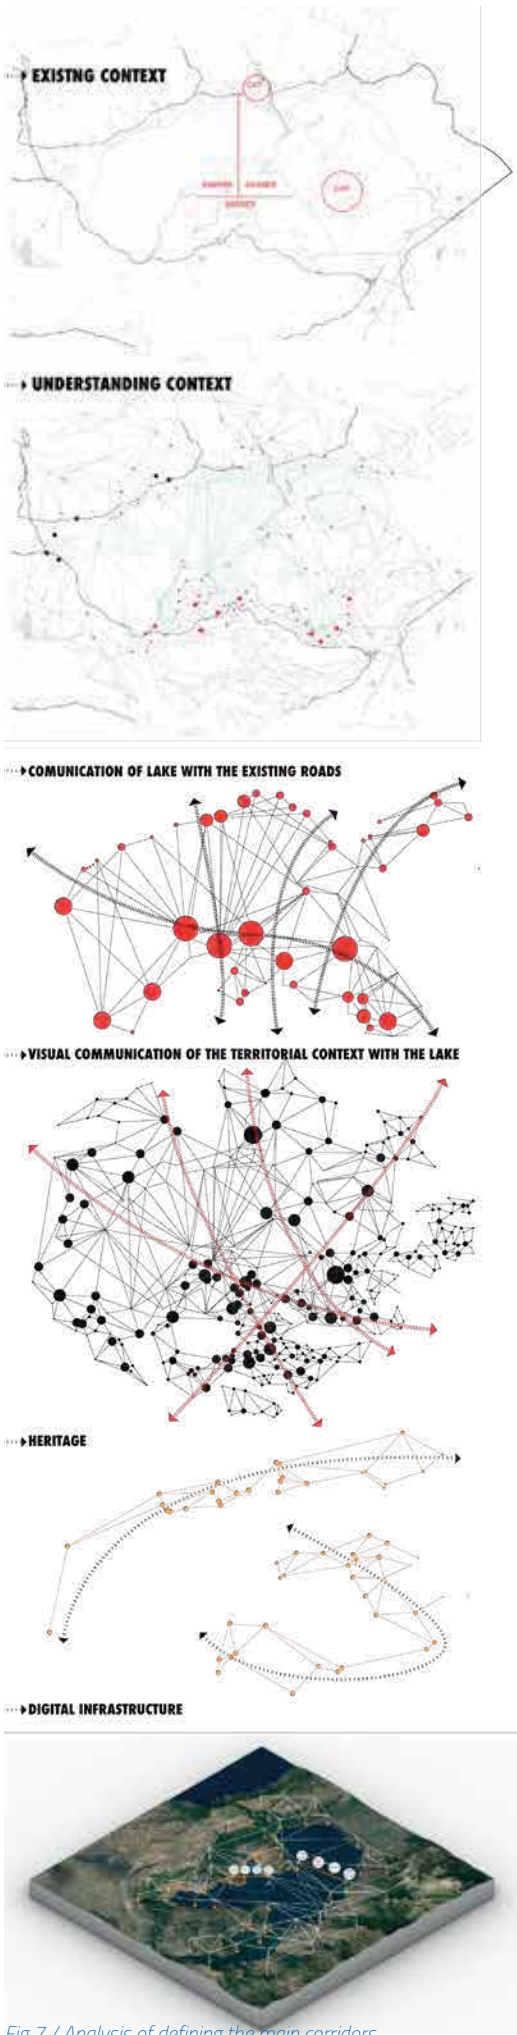 EXISTNG CONTEXT
UNDERSTANDING CONTEXT
COMUNICATION OF LAKE WITH THE EXISTING ROADS
VISUAL COMMUNICATION OF THE TERRITORIAL CONTEXT WITH THE LAKE
HERITAGE
DIGITAL INFRASTRUCTURE
Fig.7 / Analysis of defining the main corridors